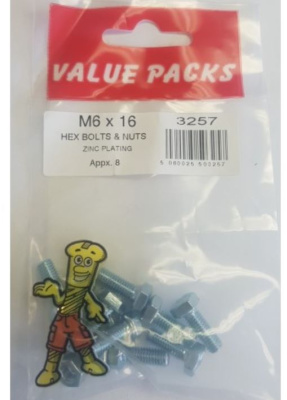 VALUE PACKS
M6 x 16
HEX BOLTS & NUTS
ZINC PLATING
Appx. 8
3257